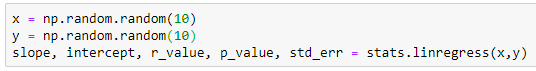 x = np.random.random(10)
y = np.random.random(10)
slope, intercept, r_value, p_value, std_err = stats.linregress(x,y)